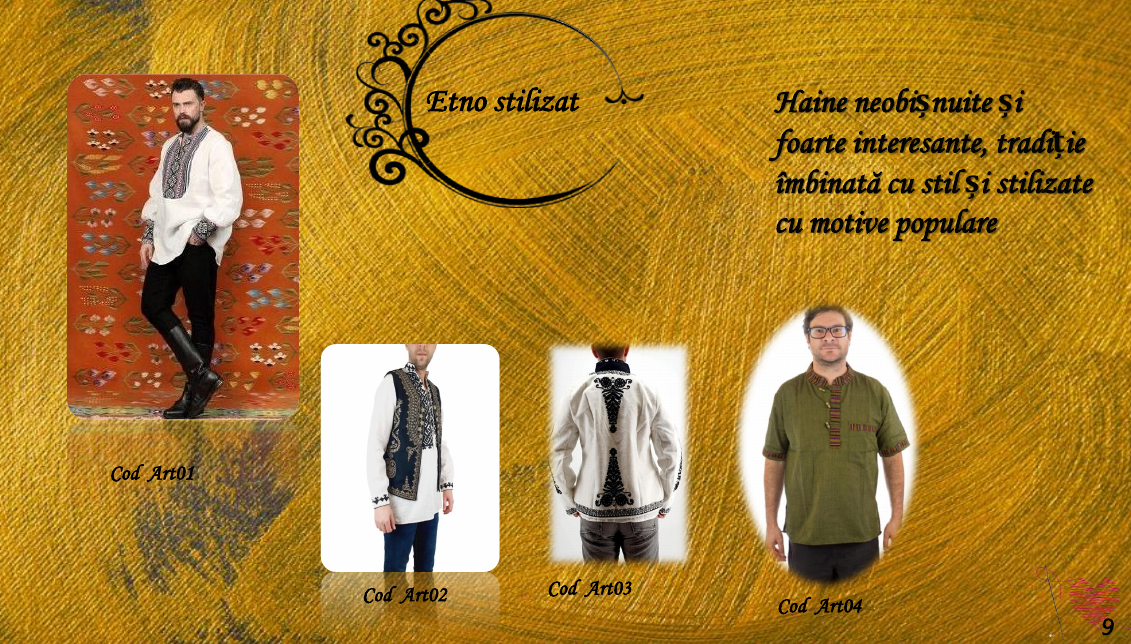 Etno stilizat
Haine neobișnuite și
foarte interesante, tradiție
îmbinată cu stil și stilizate
cu motive populare
Cod Art01
Cod Art02
Cod Art03
Cod Art04
9